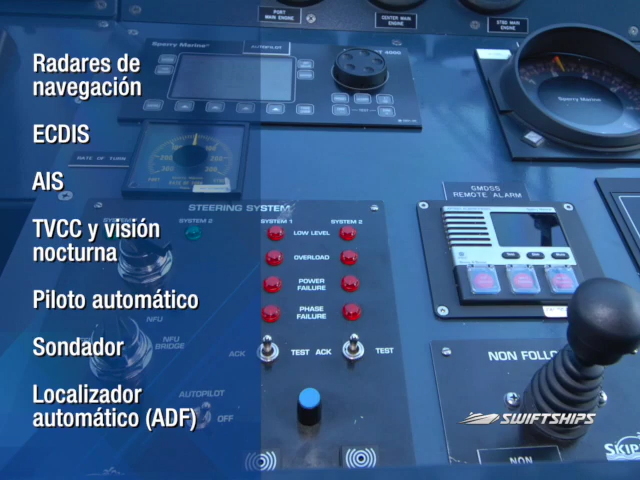 PORT
MAIN ENGINE
CENTER MAIN
ENGINE
STBD MAIN
ENGINE
Radares de
navegación
ECDIS
AIS
TVCC y visión
nocturna
Piloto automático
Sondador
Localizador
automático (ADF)
Sperry Marine
AUTOPILOT
4000
Sperry Marine
RATE OF TURN
STEERING SYSTEM
SYSTEM 2
SYSTEM 1
SYSTEM 2
LOW LEVEL
OVERLOAD
POWER
FAILURE
PHASE
FAILURE
NFU
NFU
BRIDGE
ACK
TEST
ACK
TEST
AUTOPILOT
OFF
GMDSS
REMOTE ALARM
NON FOLLO
SWIFTSHIPS
SKIP
NON